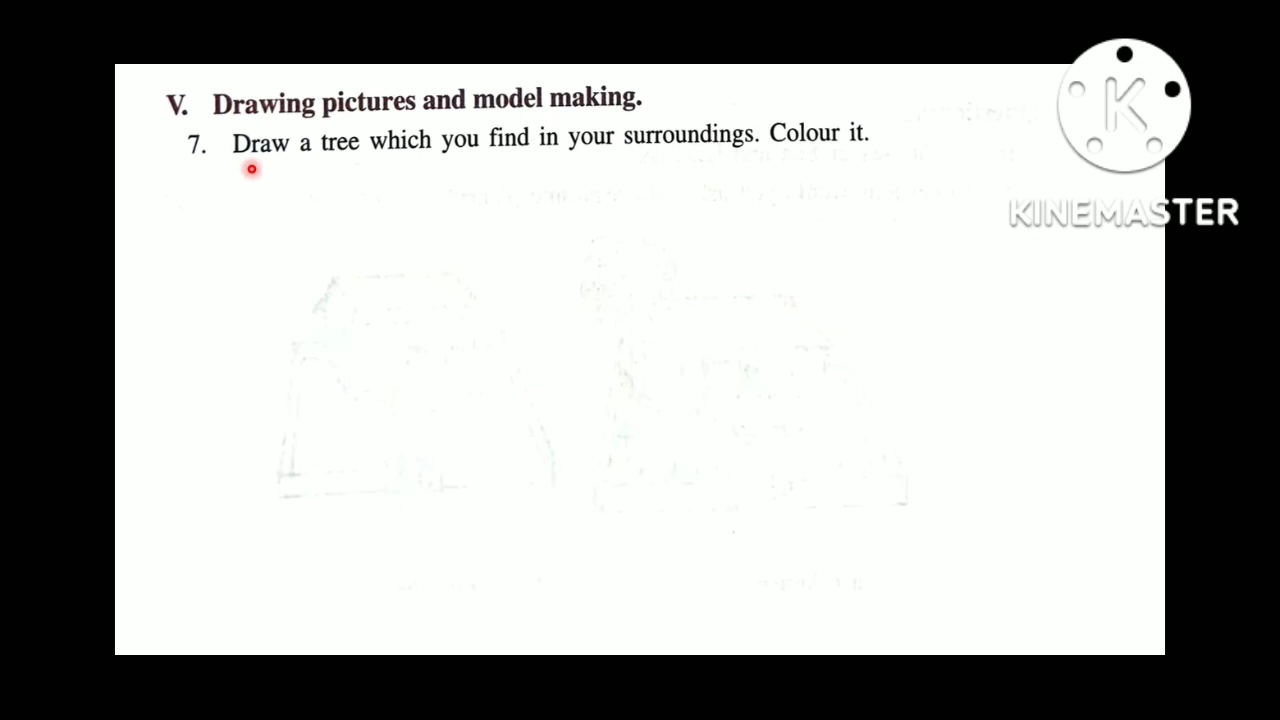 V. Drawing pictures and model making.
7. Draw a tree which you find in your surroundings. Colour it.
KINEMASTER